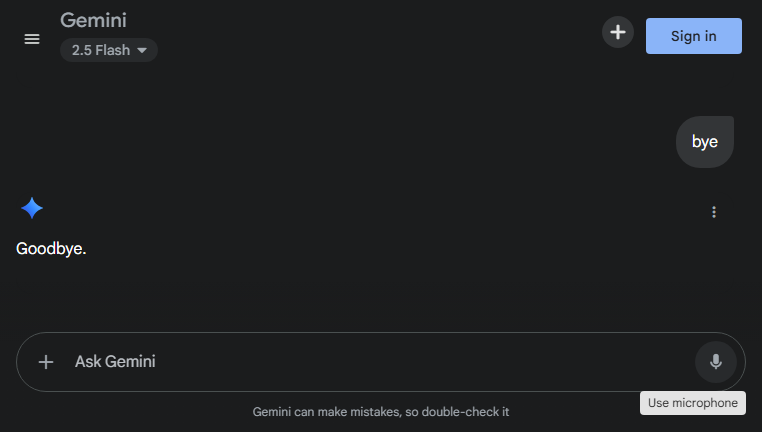 Gemini
2.5 Flash
Sign in
bye
Goodbye.
Ask Gemini
Use microphone
Gemini can make mistakes, so double-check it